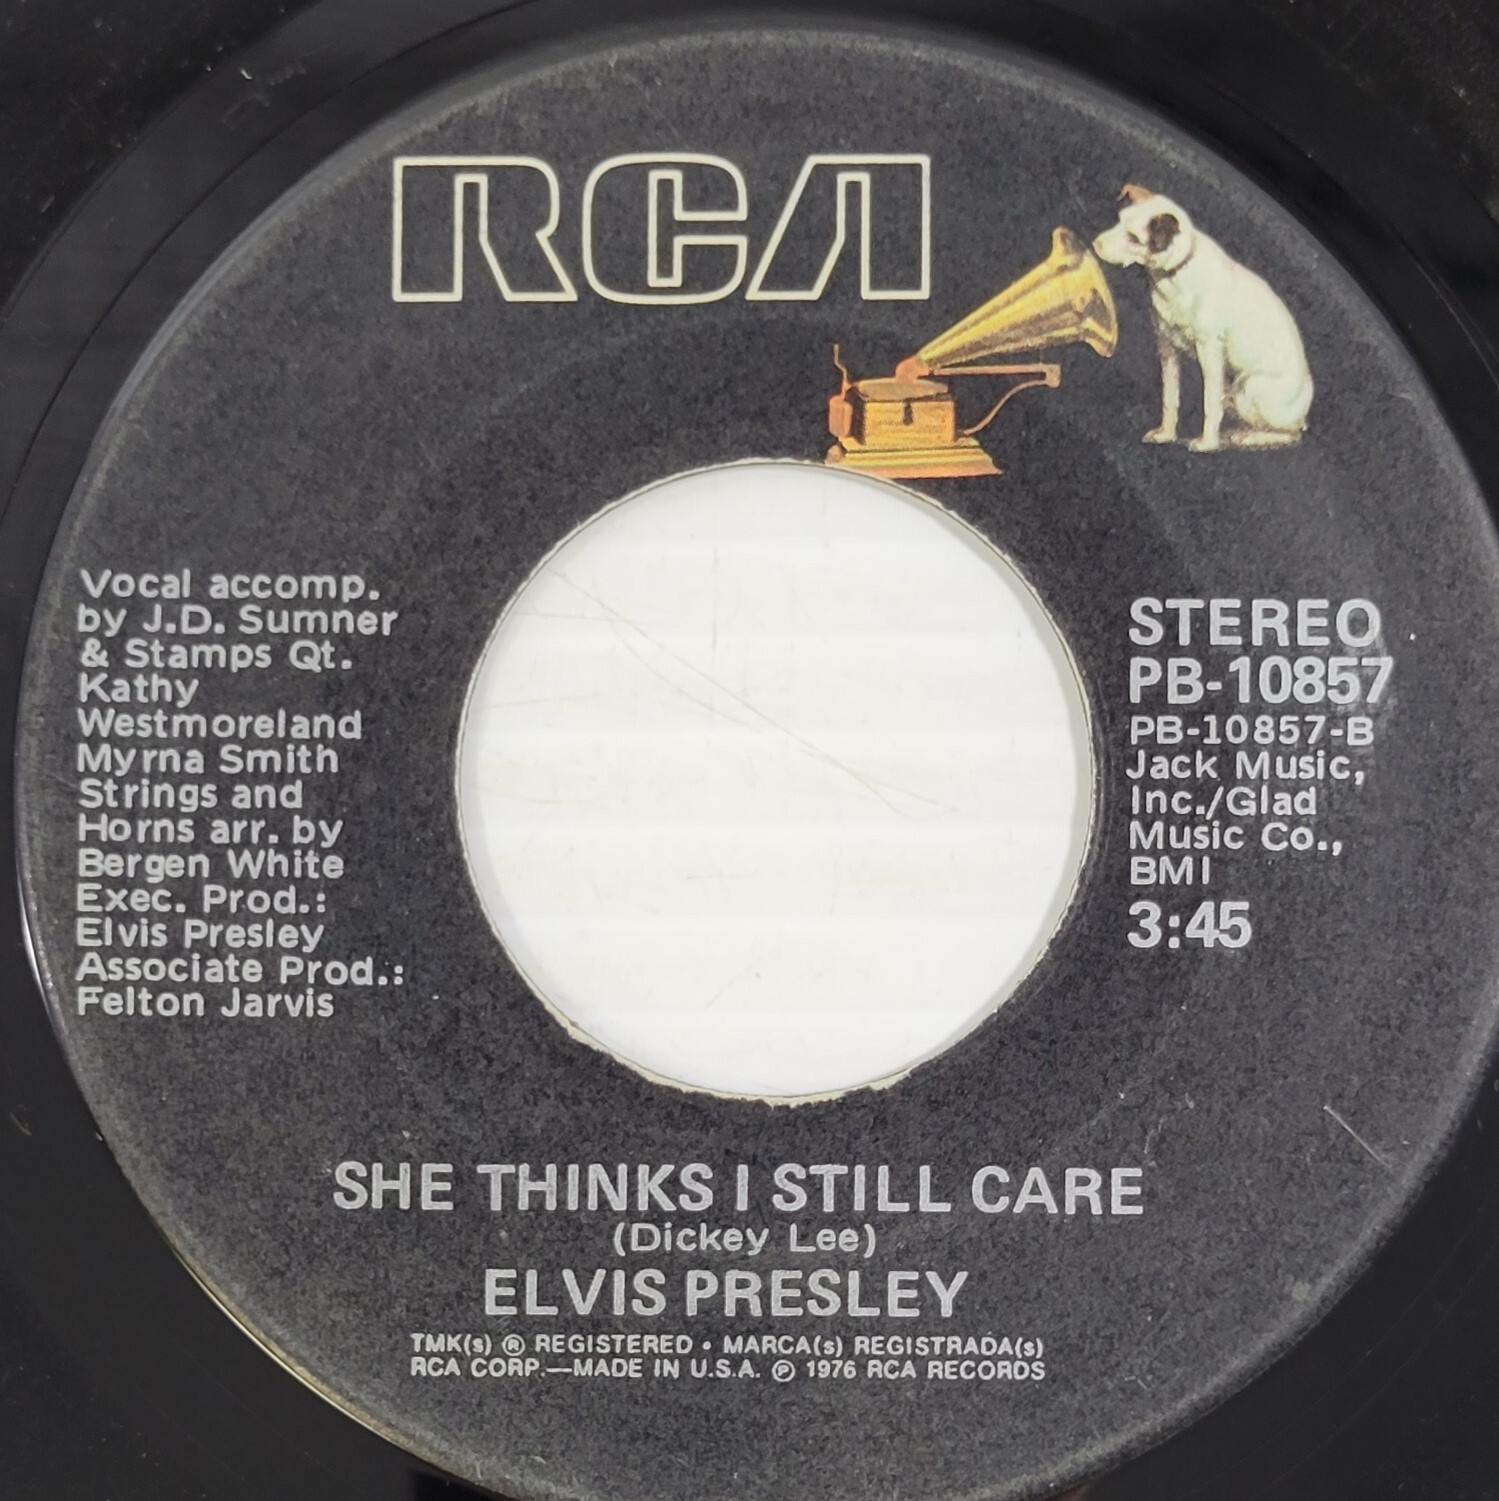 RCA
Vocal accomp.
by J.D. Sumner
& Stamps Qt.
Kathy
Westmoreland
Myrna Smith
Strings and
Horns arr. by
Bergen White
Exec. Prod.:
Elvis Presley
Associate Prod.:
Felton Jarvis
STEREO
PB-10857
PB-10857-B
Jack Music,
Inc./Glad
Music Co.,
BMI
3:45
SHE THINKS I STILL CARE
(Dickey Lee)
ELVIS PRESLEY
TMK(s) ® REGISTERED • MARCA(s) REGISTRADA(s)
RCA CORP.—MADE IN U.S.A. ℗ 1976 RCA RECORDS